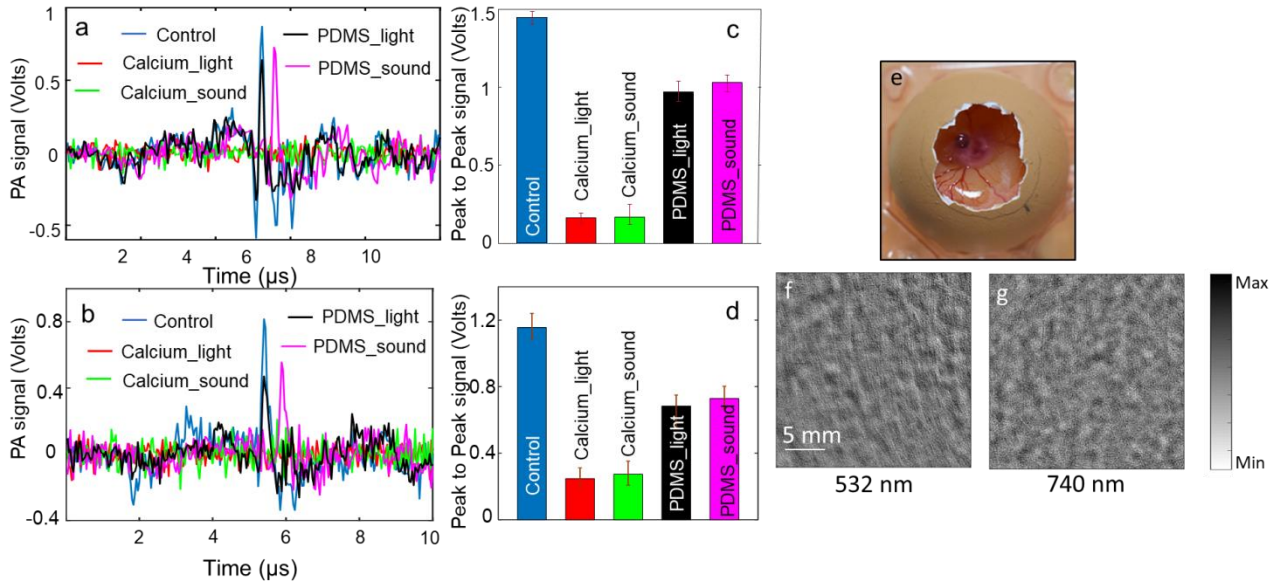 a
Control
PDMS_light
Calcium_light
PDMS_sound
Calcium_sound
PA signal (Volts)
1
0.5
0
-0.5
2
4
6
8
10
Time (µs)
c
Peak to Peak signal (Volts)
1.5
1
0.5
0
Control
Calcium_light
Calcium_sound
PDMS_light
PDMS_sound
e
b
Control
PDMS_light
Calcium_light
PDMS_sound
Calcium_sound
PA signal (Volts)
0.8
0.4
0
-0.4
2
4
6
8
10
Time (µs)
d
Peak to Peak signal (Volts)
1.2
0.8
0.4
0
Control
Calcium_light
Calcium_sound
PDMS_light
PDMS_sound
f
5 mm
532 nm
g
740 nm
Max
Min